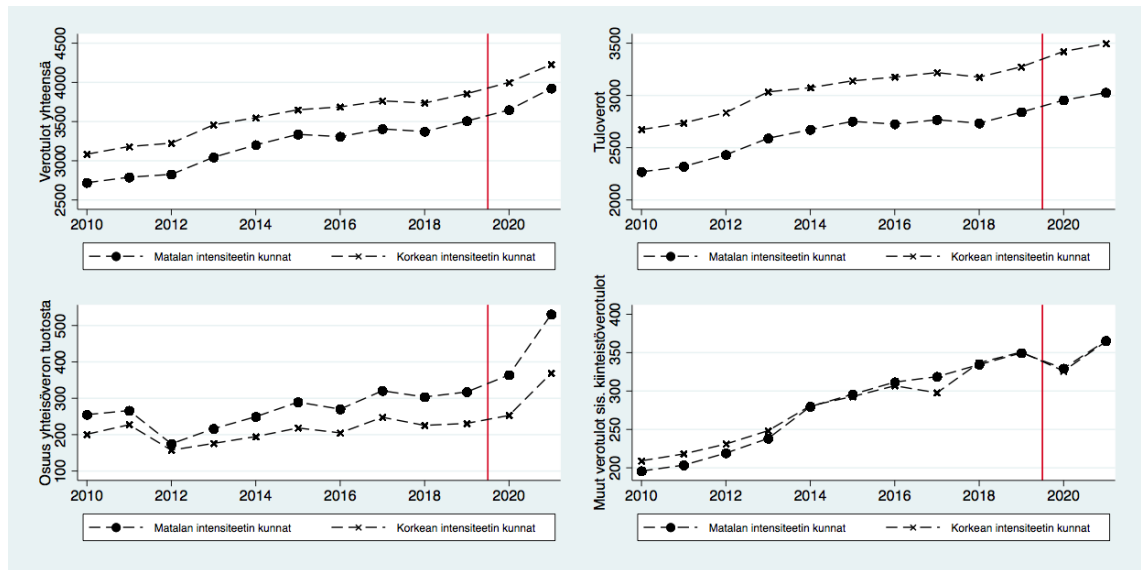 Verotulot yhteensä
4500
4000
3500
3000
2500
2010 2012 2014 2016 2018 2020
Matalan intensiteetin kunnat Korkean intensiteetin kunnat
Tuloverot
3500
3000
2500
2000
2010 2012 2014 2016 2018 2020
Matalan intensiteetin kunnat Korkean intensiteetin kunnat
Osuus yhteisöveron tuotosta
500
400
300
200
100
2010 2012 2014 2016 2018 2020
Matalan intensiteetin kunnat Korkean intensiteetin kunnat
Muut verotulot sis. kiinteistöverotulot
400
350
300
250
200
2010 2012 2014 2016 2018 2020
Matalan intensiteetin kunnat Korkean intensiteetin kunnat